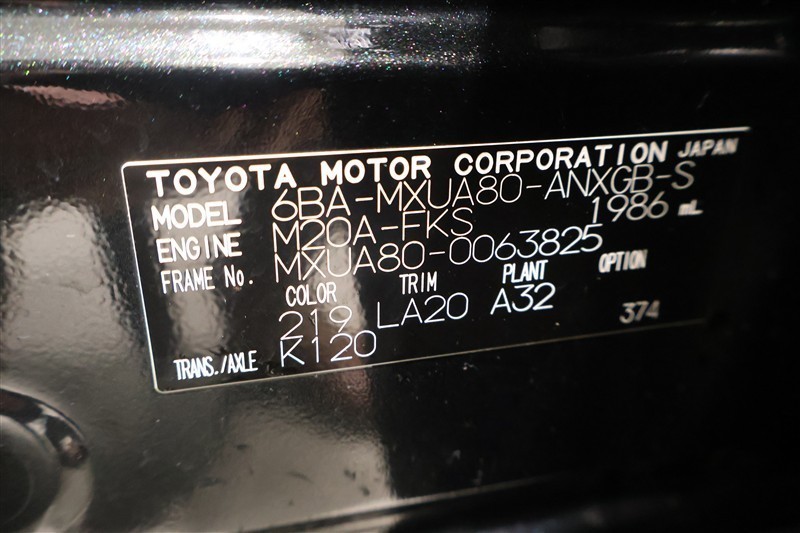 TOYOTA MOTOR CORPORATION JAPAN
MODEL 6BA-MXUA80-ANXGB-S
ENGINE M20A-FKS 1986 mL
FRAME No. MXUA80-0063825
COLOR TRIM PLANT OPTION
219 LA20 A32 374
TRANS./AXLE K120